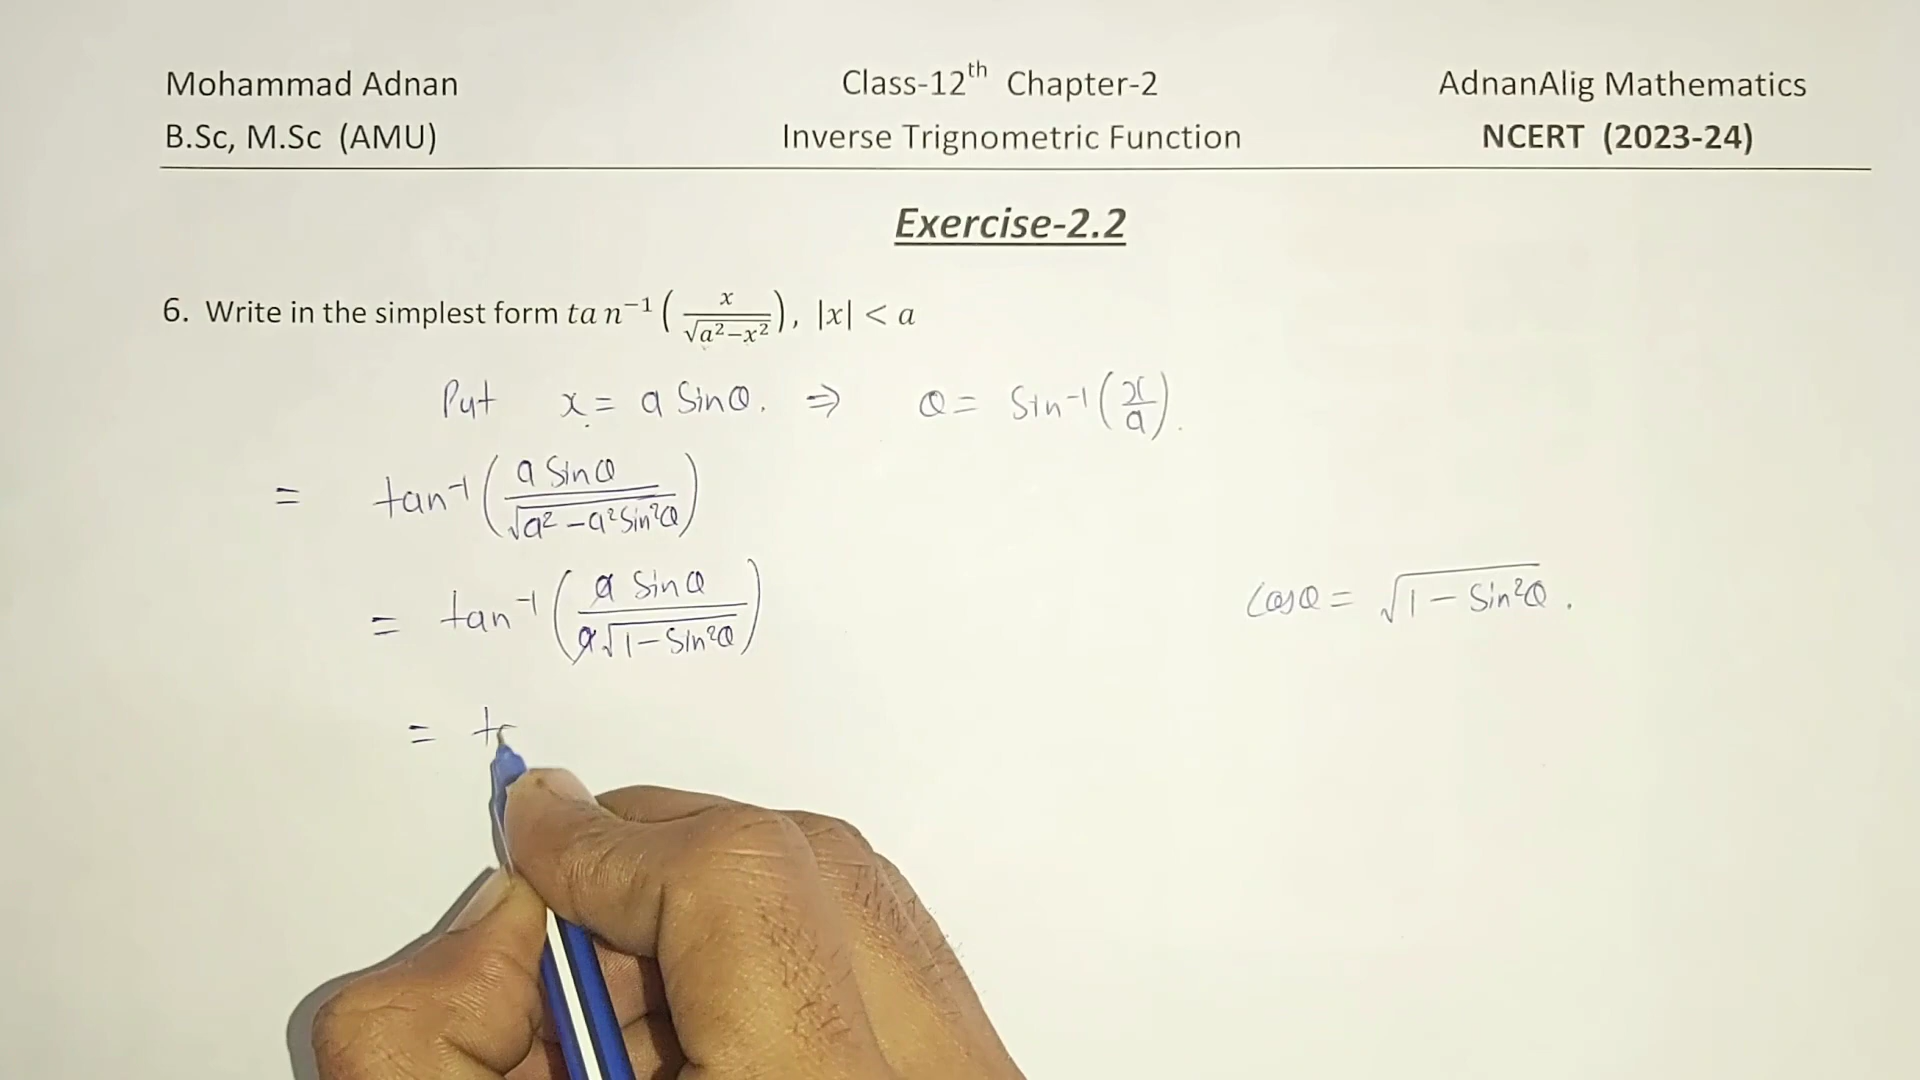 Mohammad Adnan
B.Sc, M.Sc (AMU)
Class-12th Chapter-2
Inverse Trignometric Function
AdnanAlig Mathematics
NCERT (2023-24)
Exercise-2.2
6. Write in the simplest form tan⁻¹(x/√(a²−x²)), |x| < a
Put x = a Sinθ. ⇒ θ = Sin⁻¹(x/a).
= tan⁻¹(a Sinθ/√(a² − a²Sin²θ))
= tan⁻¹(a Sinθ/a√(1 − Sin²θ))
Cosθ = √(1 − Sin²θ).
= t